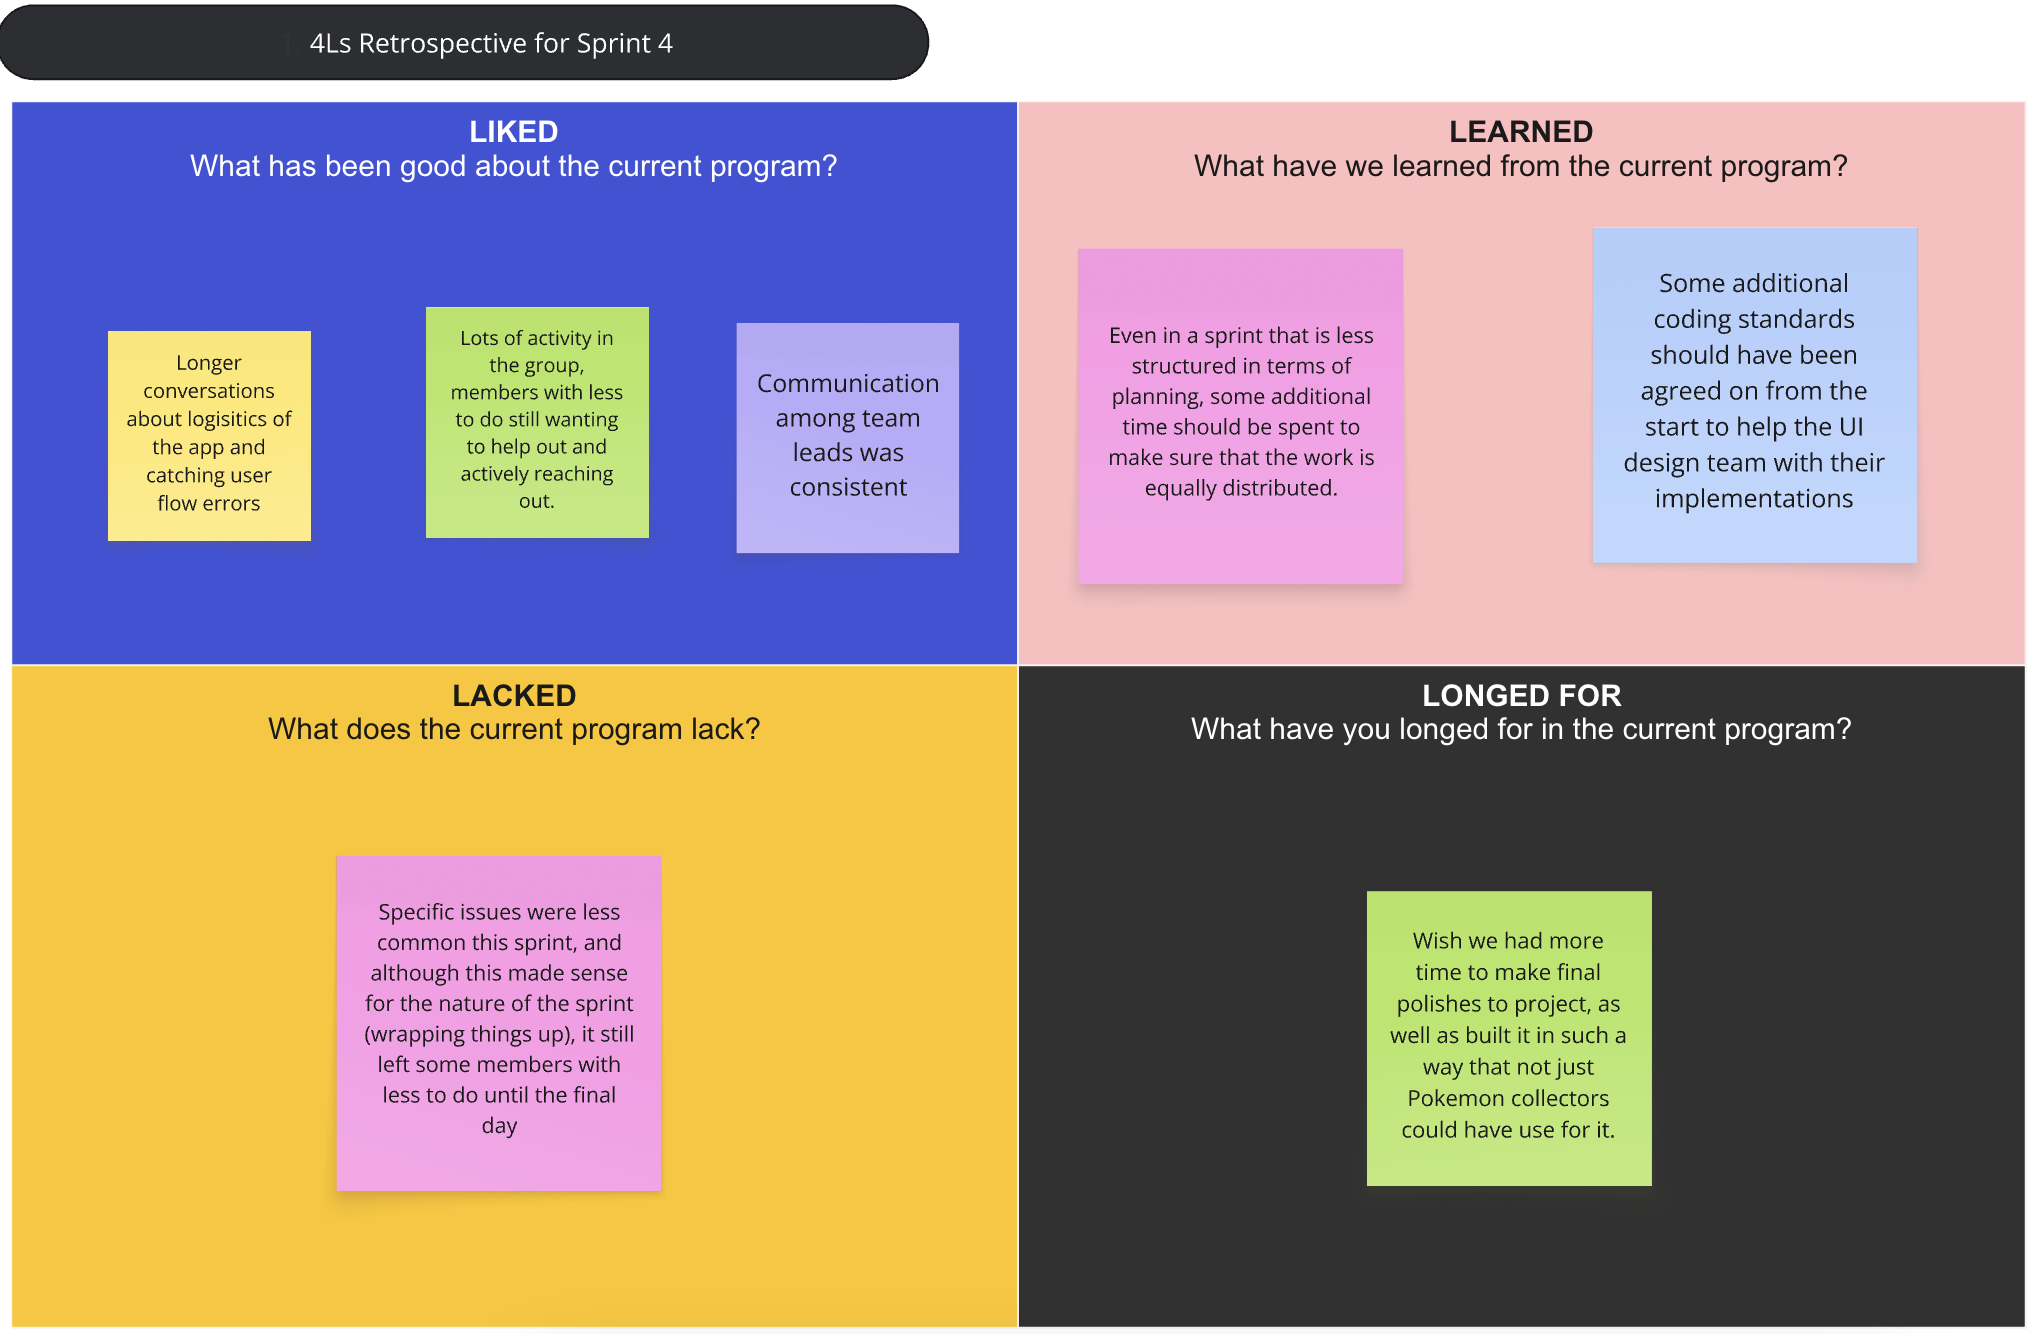 1. 4Ls Retrospective for Sprint 4
LIKED
What has been good about the current program?
Longer
conversations
about logisitics of
the app and
catching user
flow errors
Lots of activity in
the group,
members with less
to do still wanting
to help out and
actively reaching
out.
Communication
among team
leads was
consistent
LEARNED
What have we learned from the current program?
Even in a sprint that is less
structured in terms of
planning, some additional
time should be spent to
make sure that the work is
equally distributed.
Some additional
coding standards
should have been
agreed on from the
start to help the UI
design team with their
implementations
LACKED
What does the current program lack?
Specific issues were less
common this sprint, and
although this made sense
for the nature of the sprint
(wrapping things up), it still
left some members with
less to do until the final
day
LONGED FOR
What have you longed for in the current program?
Wish we had more
time to make final
polishes to project, as
well as built it in such a
way that not just
Pokemon collectors
could have use for it.